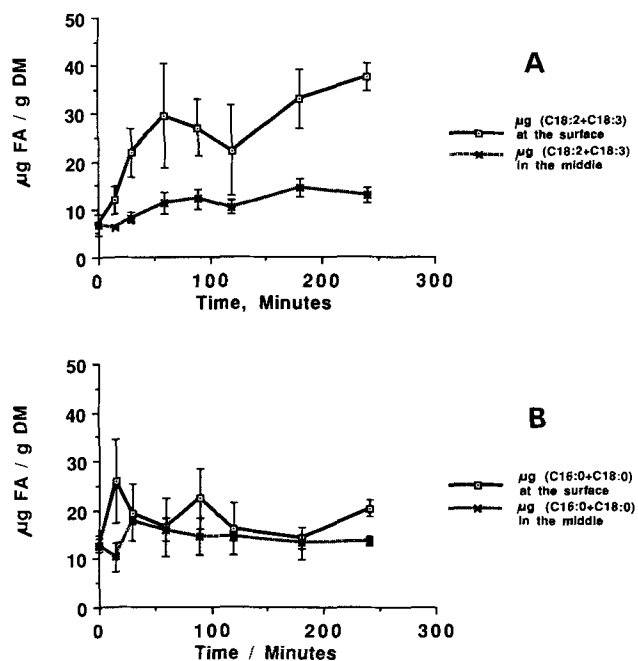 50
40
30
20
10
0
µg FA / g DM
0
100
200
300
Time, Minutes
A
µg (C18:2+C18:3)
at the surface
µg (C18:2+C18:3)
in the middle
50
40
30
20
10
0
µg FA / g DM
0
100
200
300
Time / Minutes
B
µg (C16:0+C18:0)
at the surface
µg (C16:0+C18:0)
in the middle